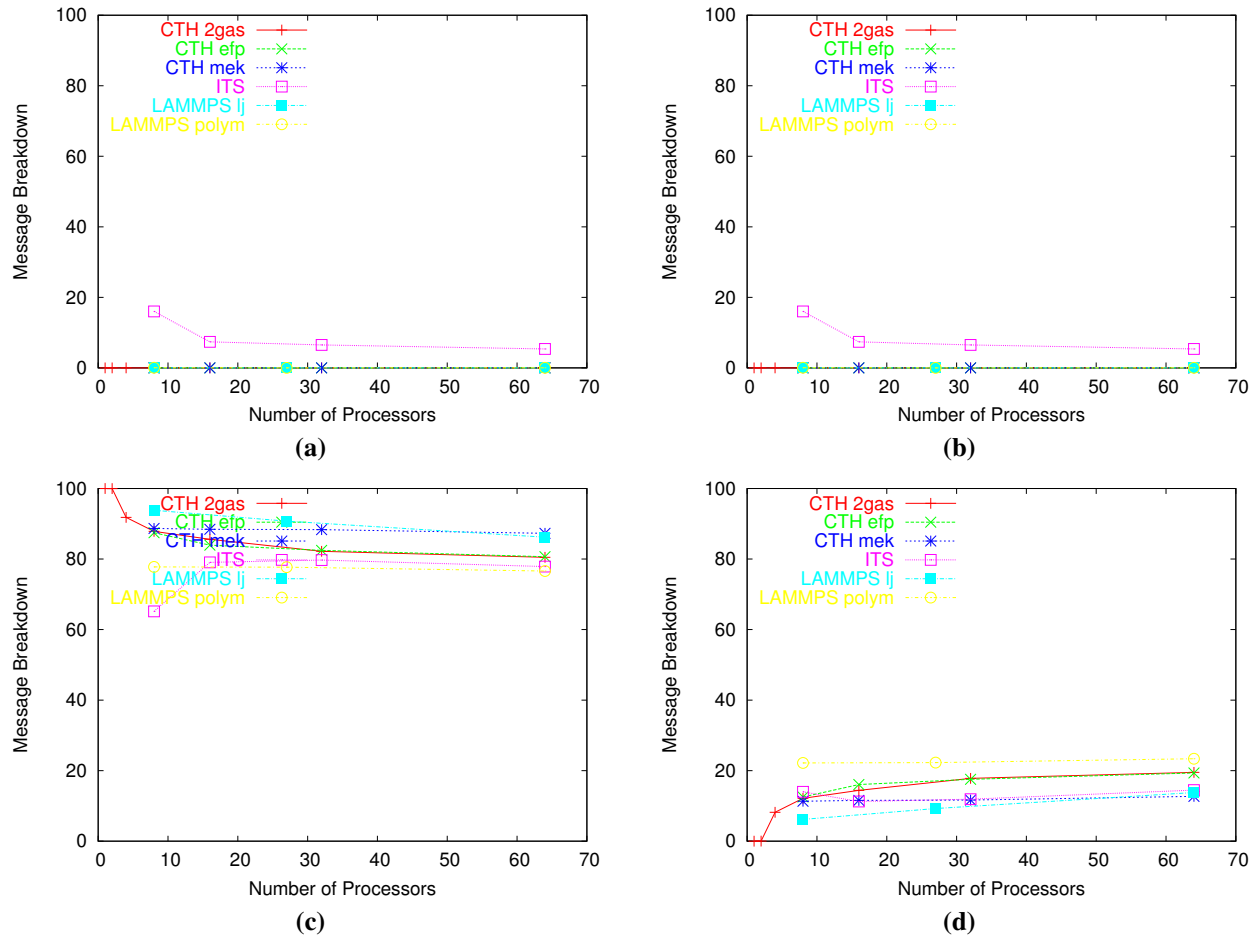 100
80
60
40
20
0
Message Breakdown
CTH 2gas
CTH efp
CTH mek
ITS
LAMMPS lj
LAMMPS polym
0 10 20 30 40 50 60 70
Number of Processors
(a)
100
80
60
40
20
0
Message Breakdown
CTH 2gas
CTH efp
CTH mek
ITS
LAMMPS lj
LAMMPS polym
0 10 20 30 40 50 60 70
Number of Processors
(b)
100
80
60
40
20
0
Message Breakdown
CTH 2gas
CTH efp
CTH mek
ITS
LAMMPS lj
LAMMPS polym
0 10 20 30 40 50 60 70
Number of Processors
(c)
100
80
60
40
20
0
Message Breakdown
CTH 2gas
CTH efp
CTH mek
ITS
LAMMPS lj
LAMMPS polym
0 10 20 30 40 50 60 70
Number of Processors
(d)